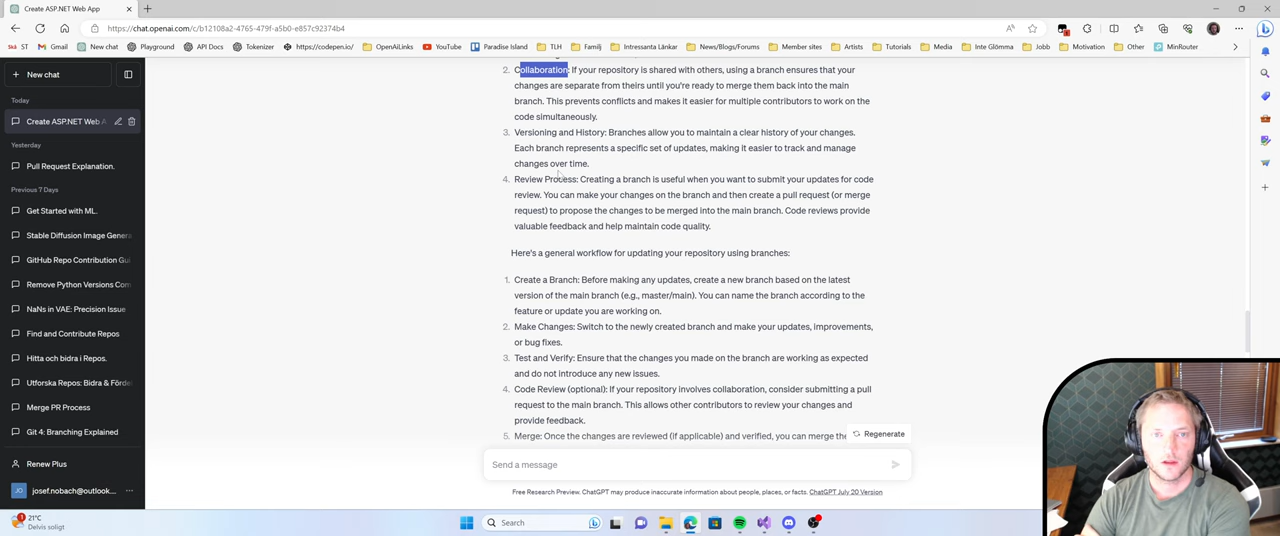 Create ASP.NET Web App
https://chat.openai.com/c/b12108a2-4765-479f-a5b0-e857c92374b4
ST
Gmail
New chat
Playground
API Docs
Tokenizer
https://codepen.io/
OpenAiLinks
YouTube
Paradise Island
TLH
Familj
Intressanta Länkar
News/Blogs/Forums
Member sites
Artists
Tutorials
Media
Inte Glömma
Jobb
Motivation
Other
MinRouter
New chat
Today
Create ASP.NET Web A
Yesterday
Pull Request Explanation.
Previous 7 Days
Get Started with ML.
Stable Diffusion Image Genera
GitHub Repo Contribution Gui
Remove Python Versions Com
NaNs in VAE: Precision Issue
Find and Contribute Repos
Hitta och bidra i Repos.
Utforska Repos: Bidra & Förde
Merge PR Process
Git 4: Branching Explained
Renew Plus
JO
josef.nobach@outlook...
2. Collaboration: If your repository is shared with others, using a branch ensures that your
changes are separate from theirs until you're ready to merge them back into the main
branch. This prevents conflicts and makes it easier for multiple contributors to work on the
code simultaneously.
3. Versioning and History: Branches allow you to maintain a clear history of your changes.
Each branch represents a specific set of updates, making it easier to track and manage
changes over time.
4. Review Process: Creating a branch is useful when you want to submit your updates for code
review. You can make your changes on the branch and then create a pull request (or merge
request) to propose the changes to be merged into the main branch. Code reviews provide
valuable feedback and help maintain code quality.
Here's a general workflow for updating your repository using branches:
1. Create a Branch: Before making any updates, create a new branch based on the latest
version of the main branch (e.g., master/main). You can name the branch according to the
feature or update you are working on.
2. Make Changes: Switch to the newly created branch and make your updates, improvements,
or bug fixes.
3. Test and Verify: Ensure that the changes you made on the branch are working as expected
and do not introduce any new issues.
4. Code Review (optional): If your repository involves collaboration, consider submitting a pull
request to the main branch. This allows other contributors to review your changes and
provide feedback.
5. Merge: Once the changes are reviewed (if applicable) and verified, you can merge the
Regenerate
Send a message
Free Research Preview. ChatGPT may produce inaccurate information about people, places, or facts. ChatGPT July 20 Version
21°C
Delvis soligt
Search